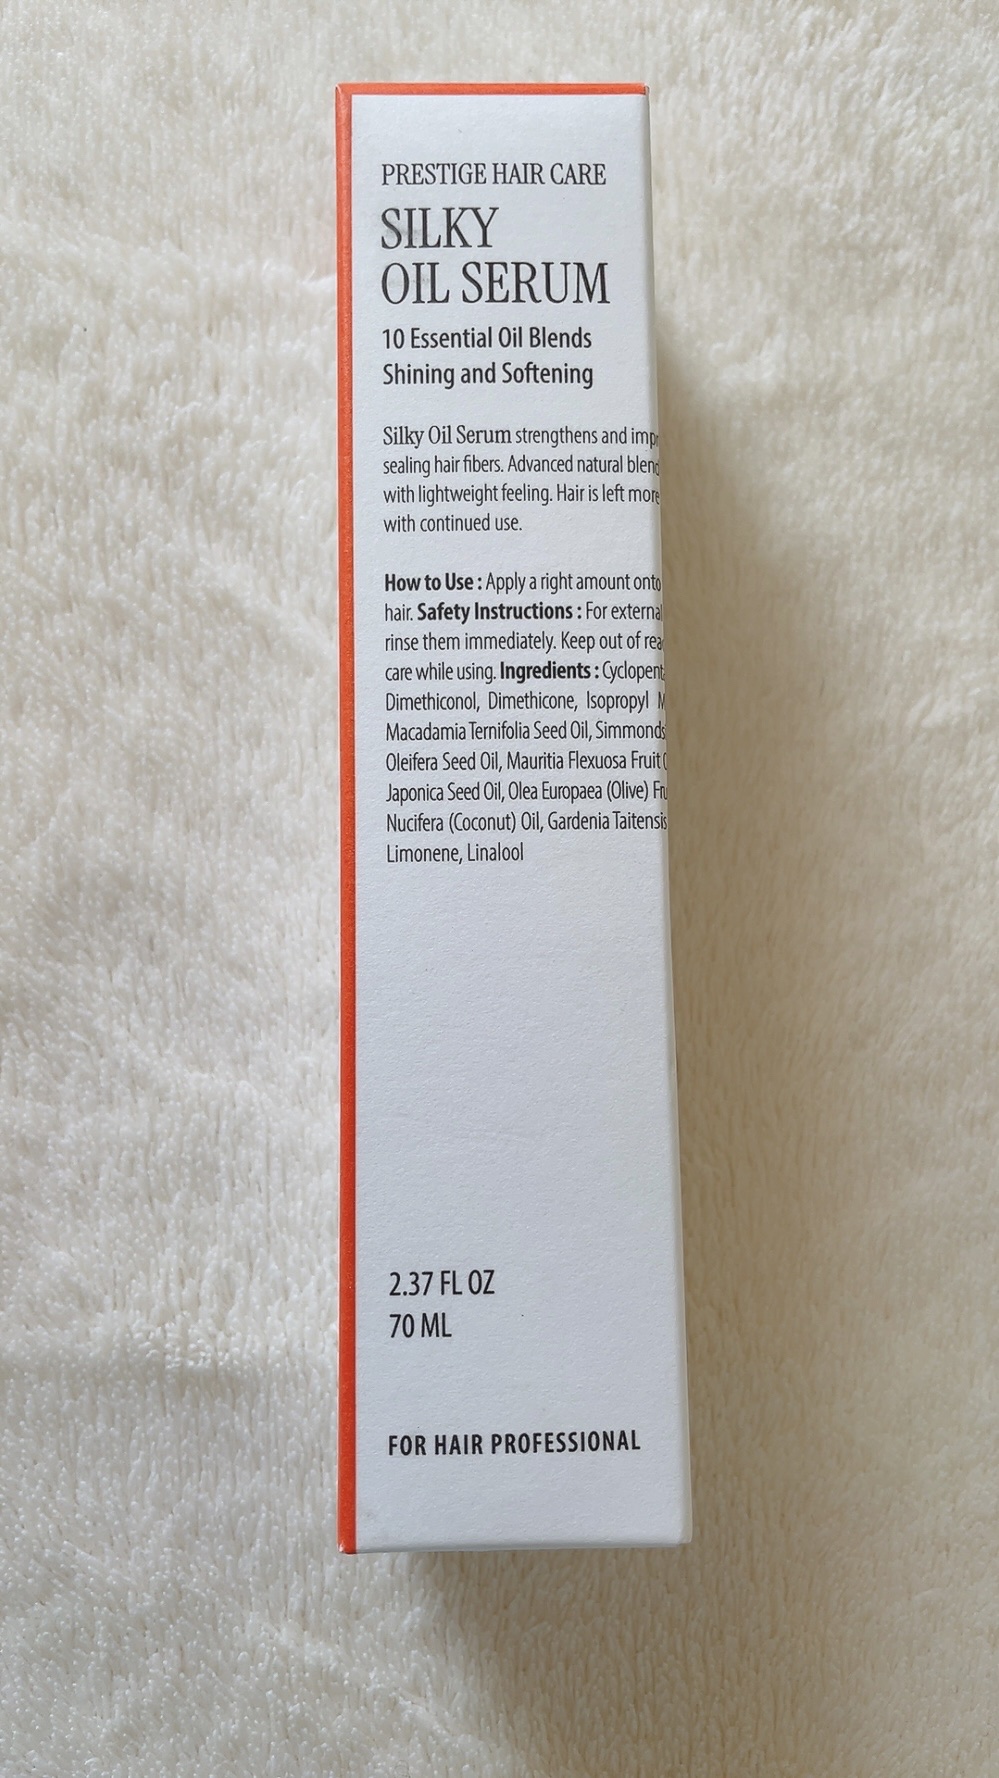 PRESTIGE HAIR CARE
SILKY
OIL SERUM
10 Essential Oil Blends
Shining and Softening
Silky Oil Serum strengthens and
sealing hair fibers. Advanced natural
with lightweight feeling. Hair is left more
with continued use.
How to Use : Apply a right amount onto
hair. Safety Instructions : For
rinse them immediately. Keep out of
care while using. Ingredients :
Dimethiconol, Dimethicone, Isopropyl
Macadamia Ternifolia Seed Oil,
Oleifera Seed Oil, Mauritia Flexuosa Fruit
Japonica Seed Oil, Olea Europaea (Olive)
Nucifera (Coconut) Oil, Gardenia Taitensis
Limonene, Linalool
2.37 FL OZ
70 ML
FOR HAIR PROFESSIONAL